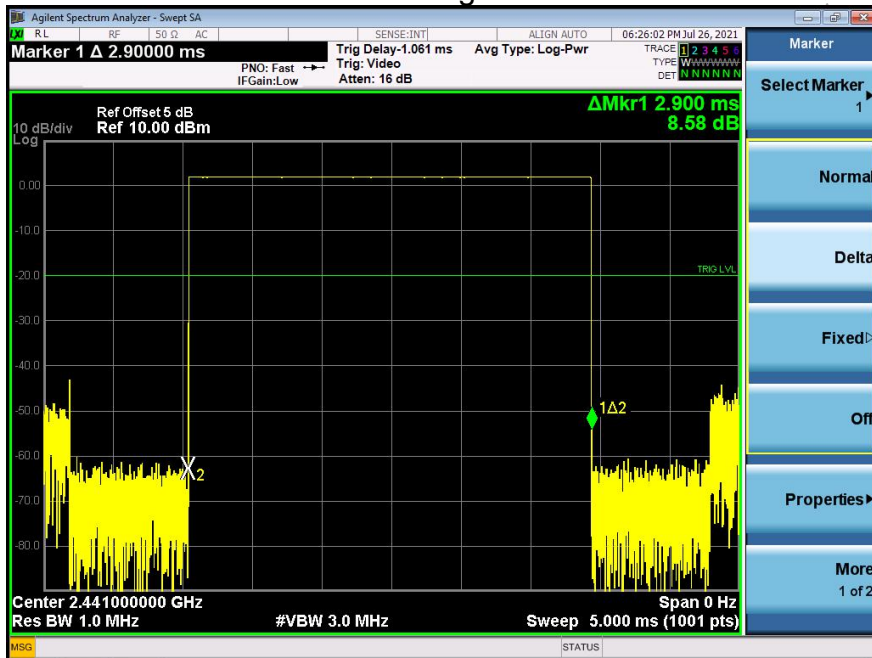 Agilent Spectrum Analyzer - Swept SA
LXI RL RF 50 Ω AC SENSE:INT ALIGN AUTO 06:26:02 PM Jul 26, 2021
Marker 1 Δ 2.90000 ms
PNO: Fast
IFGain:Low
Trig Delay-1.061 ms
Trig: Video
Atten: 16 dB
Avg Type: Log-Pwr
TRACE 1 2 3 4 5 6
TYPE WWWWWW
DET N N N N N N
Marker
Select Marker
1
Normal
Delta
Fixed
Off
Properties
More
1 of 2
ΔMkr1 2.900 ms
8.58 dB
Ref Offset 5 dB
10 dB/div Ref 10.00 dBm
Log
0.00
-10.0
-20.0
TRIG LVL
-30.0
-40.0
-50.0
1Δ2
-60.0
2
-70.0
-80.0
Center 2.441000000 GHz Span 0 Hz
Res BW 1.0 MHz #VBW 3.0 MHz Sweep 5.000 ms (1001 pts)
MSG STATUS